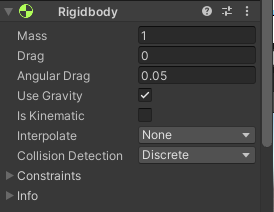 Rigidbody
Mass 1
Drag 0
Angular Drag 0.05
Use Gravity
Is Kinematic
Interpolate None
Collision Detection Discrete
Constraints
Info